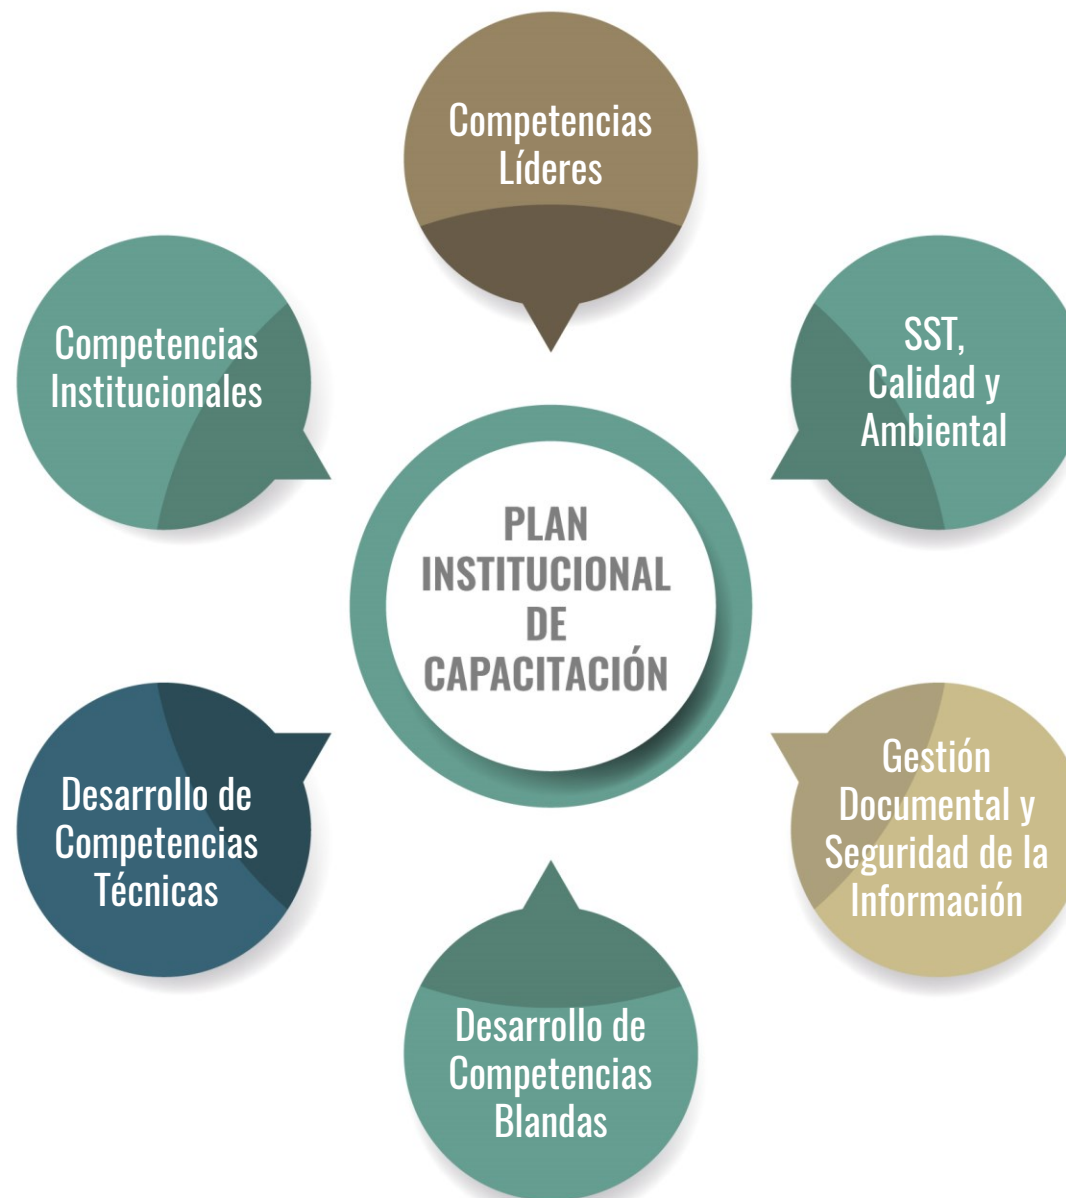 Competencias
Líderes
Competencias
Institucionales
SST,
Calidad y
Ambiental
PLAN
INSTITUCIONAL
DE
CAPACITACIÓN
Desarrollo de
Competencias
Técnicas
Gestión
Documental y
Seguridad de la
Información
Desarrollo de
Competencias
Blandas